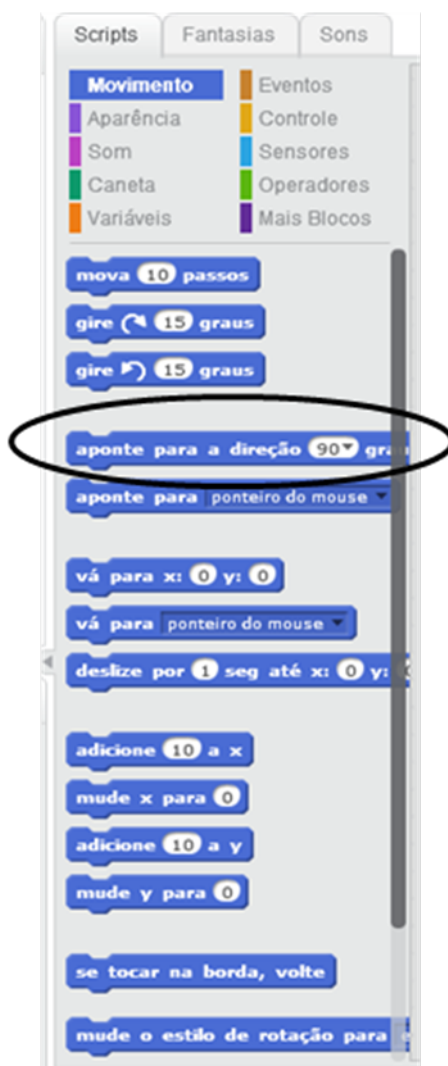 Scripts Fantasias Sons
Movimento Eventos
Aparência Controle
Som Sensores
Caneta Operadores
Variáveis Mais Blocos
mova 10 passos
gire 15 graus
gire 15 graus
aponte para a direção 90
aponte para ponteiro do mouse
vá para x: 0 y: 0
vá para ponteiro do mouse
deslize por 1 seg até x: 0 y:
adicione 10 a x
mude x para 0
adicione 10 a y
mude y para 0
se tocar na borda, volte
mude o estilo de rotação para